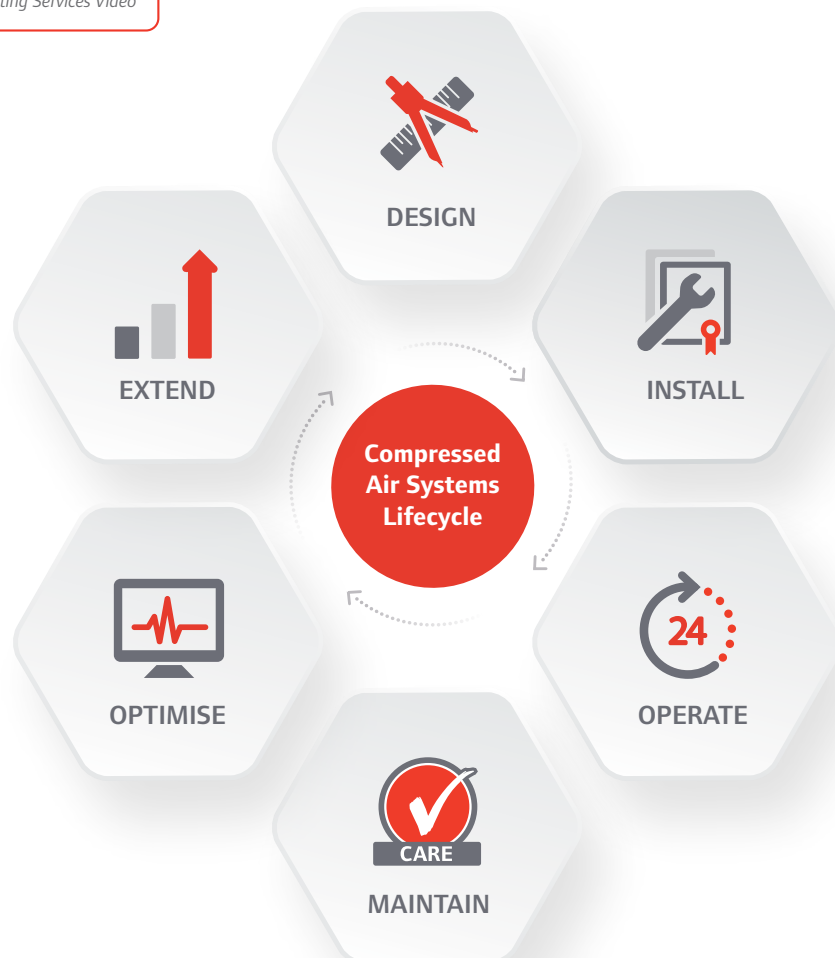 ting Services Video
DESIGN
EXTEND
INSTALL
Compressed
Air Systems
Lifecycle
24
OPTIMISE
OPERATE
CARE
MAINTAIN